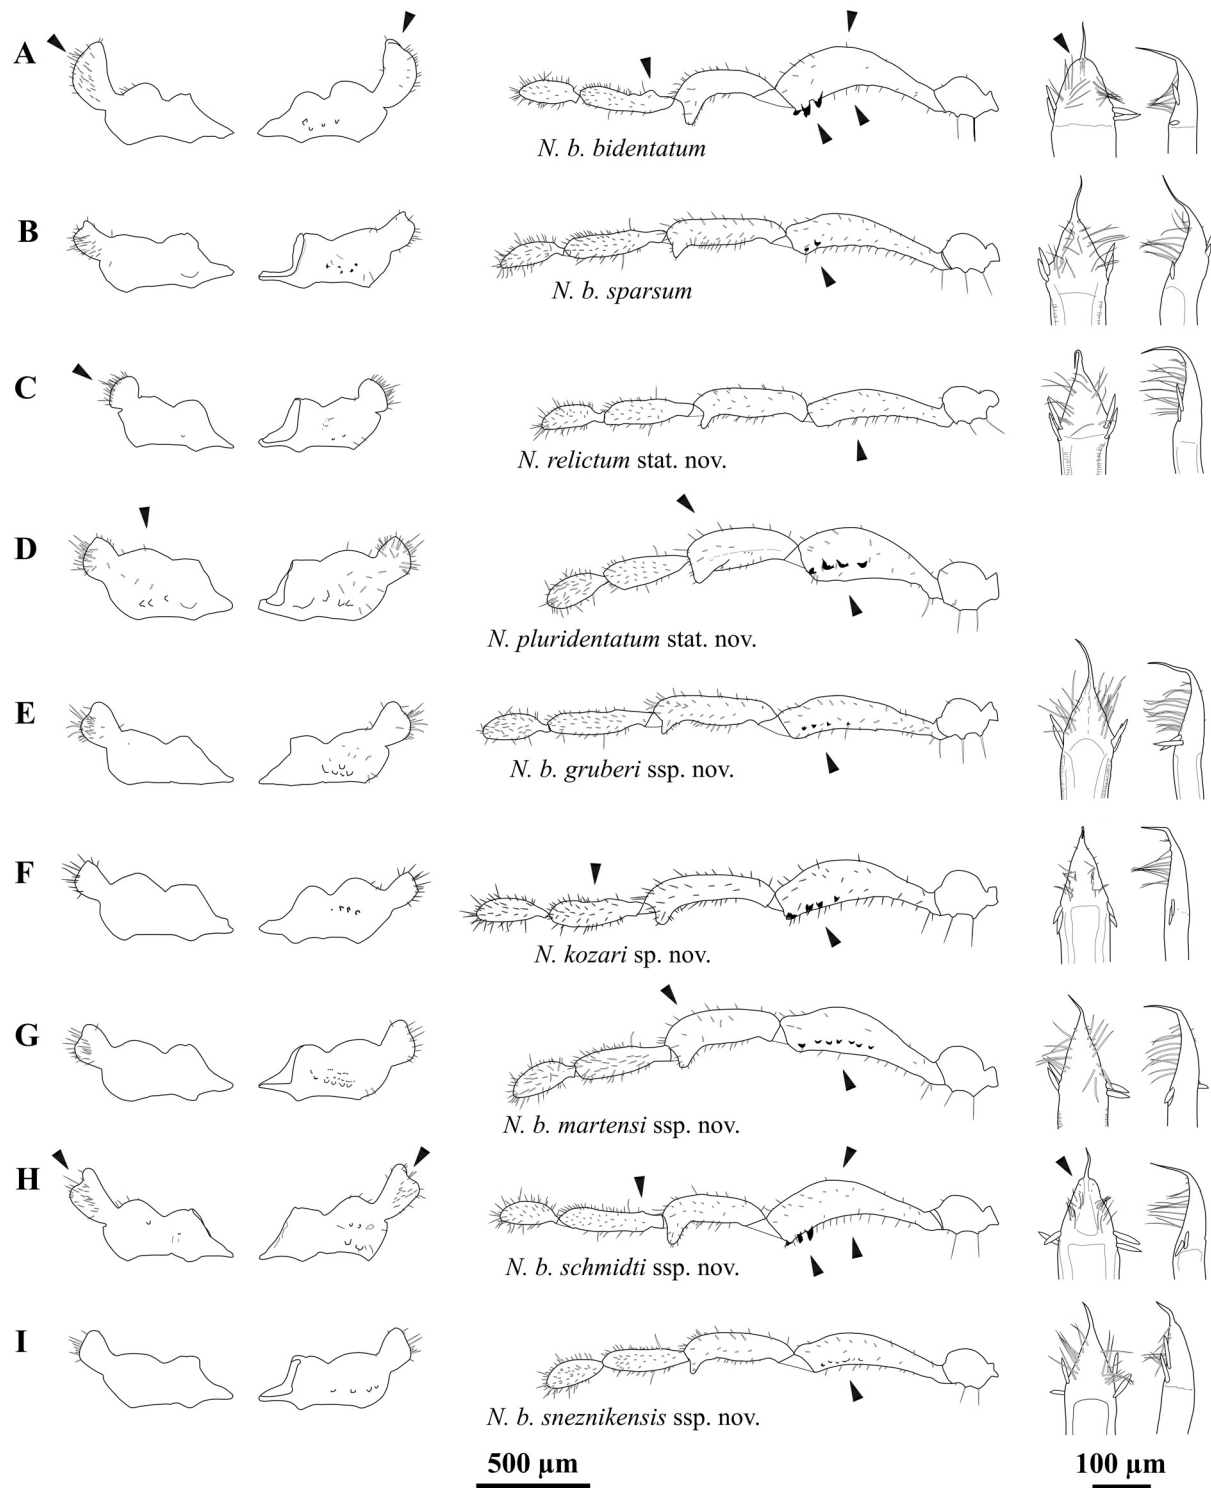 A
N. b. bidentatum
B
N. b. sparsum
C
N. relictum stat. nov.
D
N. pluridentatum stat. nov.
E
N. b. gruberi ssp. nov.
F
N. kozari sp. nov.
G
N. b. martensi ssp. nov.
H
N. b. schmidti ssp. nov.
I
N. b. sneznikensis ssp. nov.
500 µm
100 µm